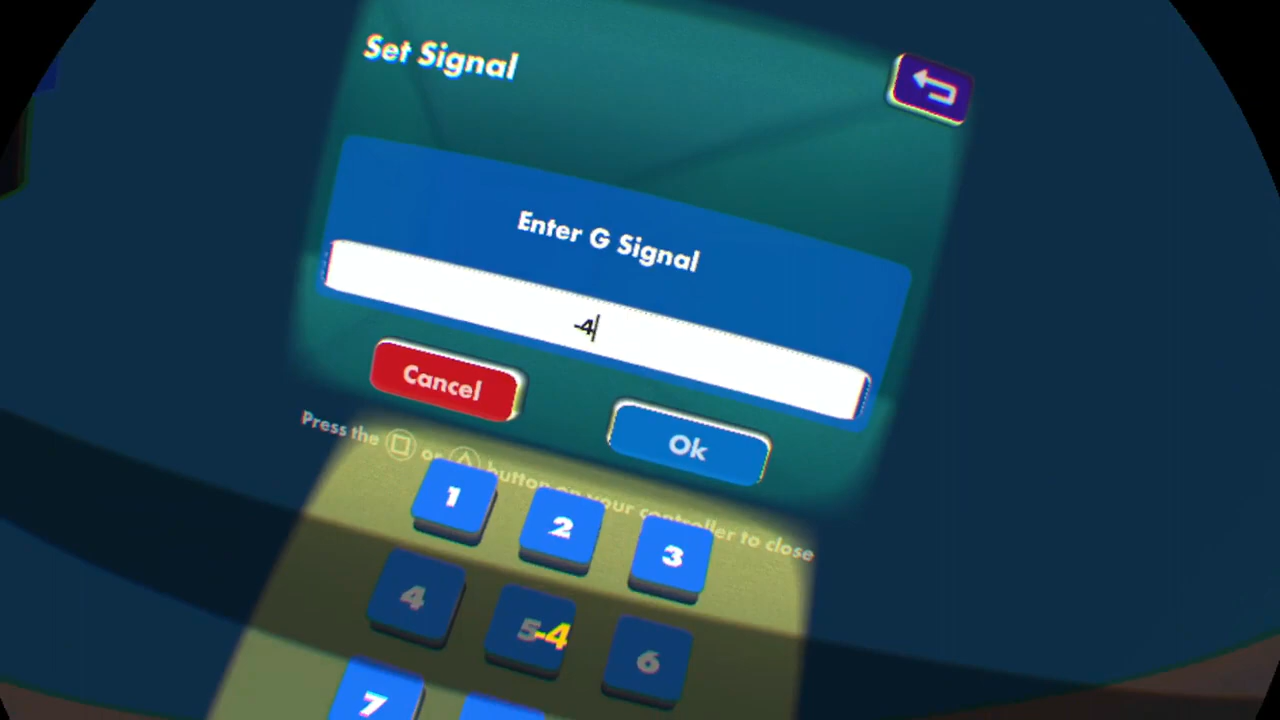 Set Signal
Enter G Signal
-4
Cancel
Ok
Press the or button on your controller to close
1
2
3
4
5
-4
6
7